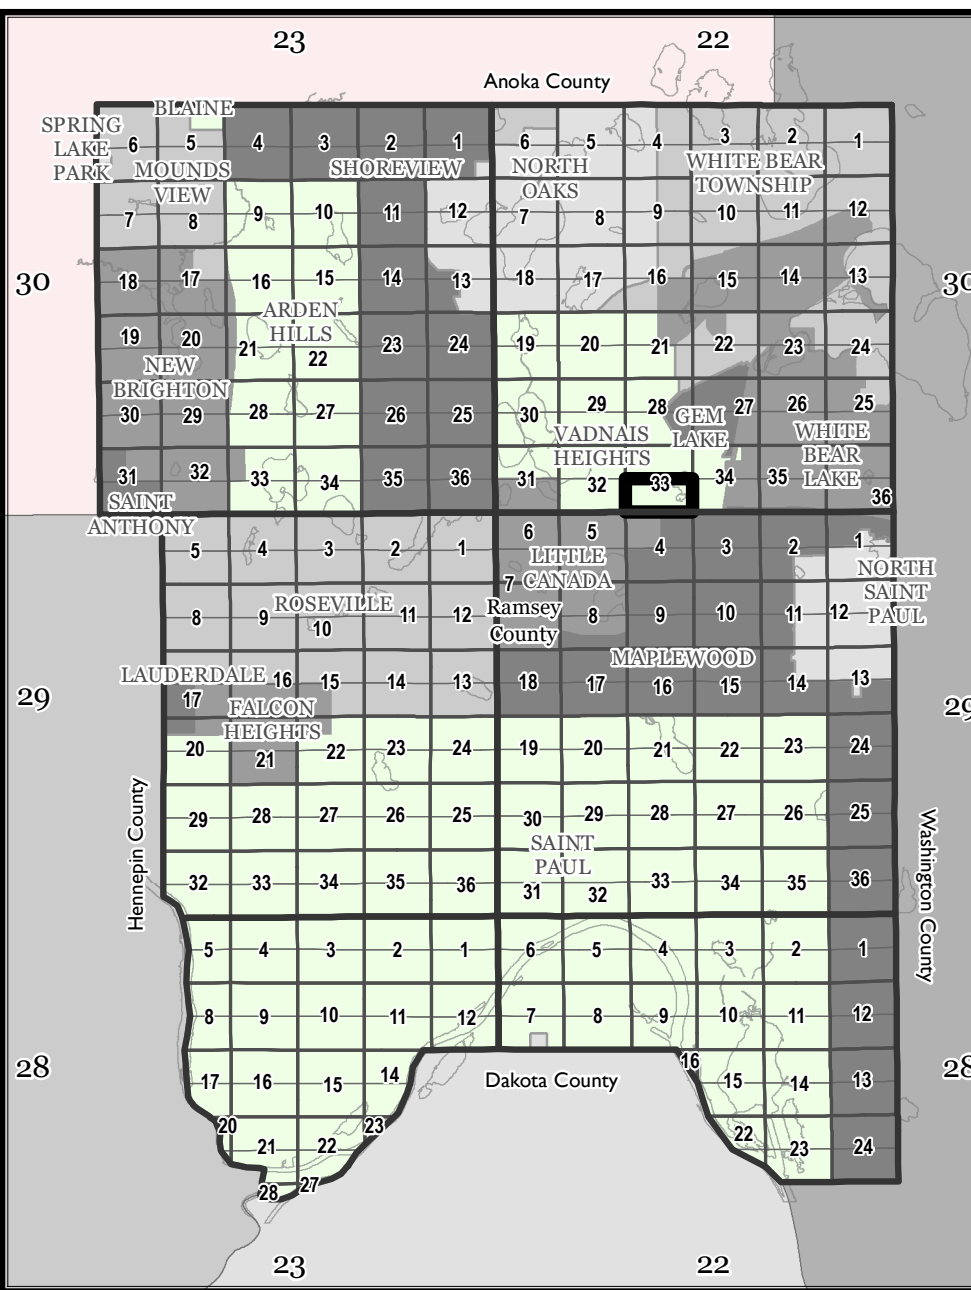 23 22
Anoka County
BLAINE
SPRING
LAKE
PARK
6 5 4 3 2 1 6 5 4 3 2 1
MOUNDS
VIEW
SHOREVIEW
NORTH
OAKS
WHITE BEAR
TOWNSHIP
7 8 9 10 11 12 7 8 9 10 11 12
30 18 17 16 15 14 13 18 17 16 15 14 13 30
ARDEN
HILLS
19 20 21 22 23 24 19 20 21 22 23 24
NEW
BRIGHTON
30 29 28 27 26 25 30 29 28 27 26 25
GEM
LAKE
VADNAIS
HEIGHTS
WHITE
BEAR
LAKE
31 32 33 34 35 36 31 32 33 34 35 36
SAINT
ANTHONY
5 4 3 2 1 6 5 4 3 2 1
LITTLE
CANADA
NORTH
SAINT
PAUL
7
8 9 10 11 12 8 9 10 11 12
ROSEVILLE
Ramsey
County
MAPLEWOOD
LAUDERDALE
29 17 16 15 14 13 18 17 16 15 14 13 29
FALCON
HEIGHTS
20 21 22 23 24 19 20 21 22 23 24
29 28 27 26 25 30 29 28 27 26 25
SAINT
PAUL
32 33 34 35 36 31 32 33 34 35 36
Hennepin County
Washington County
5 4 3 2 1 6 5 4 3 2 1
8 9 10 11 12 7 8 9 10 11 12
28 17 16 15 14 16 15 14 13 28
Dakota County
20 21 22 23 22 23 24
28 27
23 22